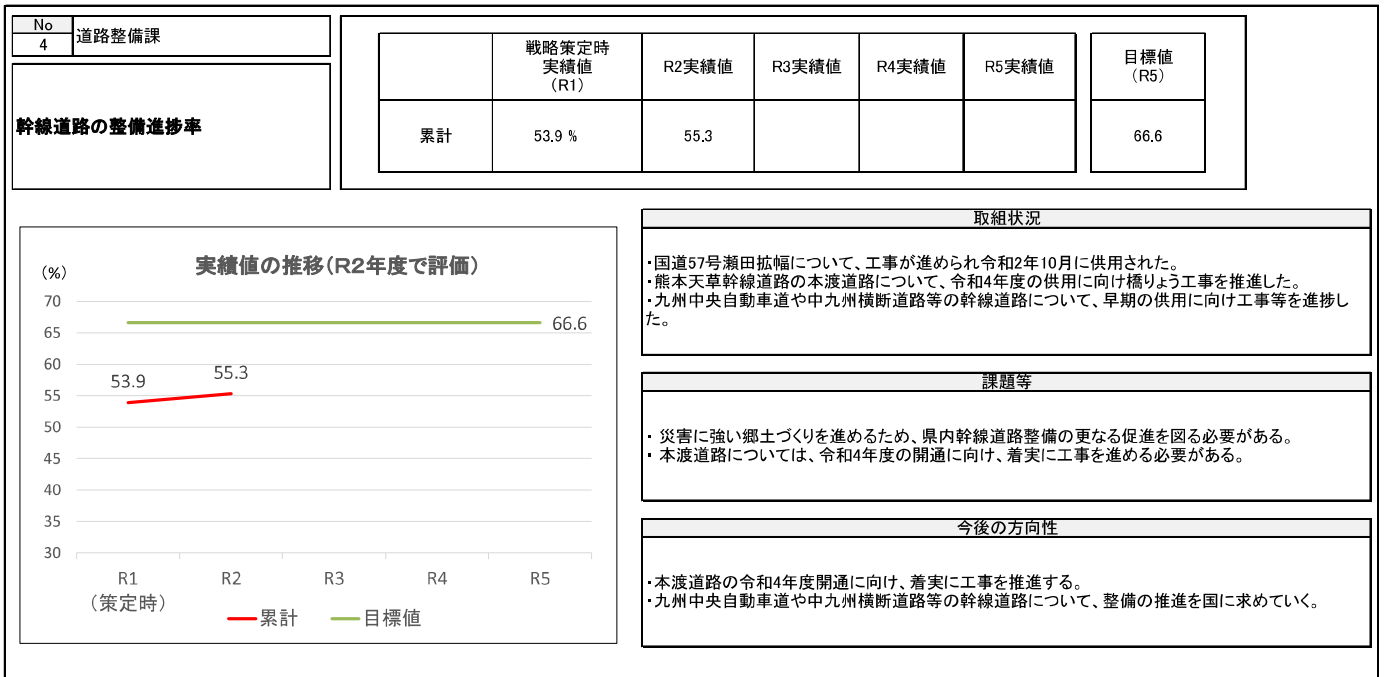 No
4
道路整備課
幹線道路の整備進捗率
戦略策定時
実績値
（R1）
R2実績値
R3実績値
R4実績値
R5実績値
目標値
（R5）
累計
53.9 %
55.3
66.6
実績値の推移（R2年度で評価）
(%)
70
65
60
55
50
45
40
35
30
66.6
53.9
55.3
R1
（策定時）
R2
R3
R4
R5
累計
目標値
取組状況
・国道57号瀬田拡幅について、工事が進められ令和2年10月に供用された。
・熊本天草幹線道路の本渡道路について、令和4年度の供用に向け橋りょう工事を推進した。
・九州中央自動車道や中九州横断道路等の幹線道路について、早期の供用に向け工事等を進捗し
た。
課題等
・ 災害に強い郷土づくりを進めるため、県内幹線道路整備の更なる促進を図る必要がある。
・ 本渡道路については、令和4年度の開通に向け、着実に工事を進める必要がある。
今後の方向性
・本渡道路の令和4年度開通に向け、着実に工事を推進する。
・九州中央自動車道や中九州横断道路等の幹線道路について、整備の推進を国に求めていく。